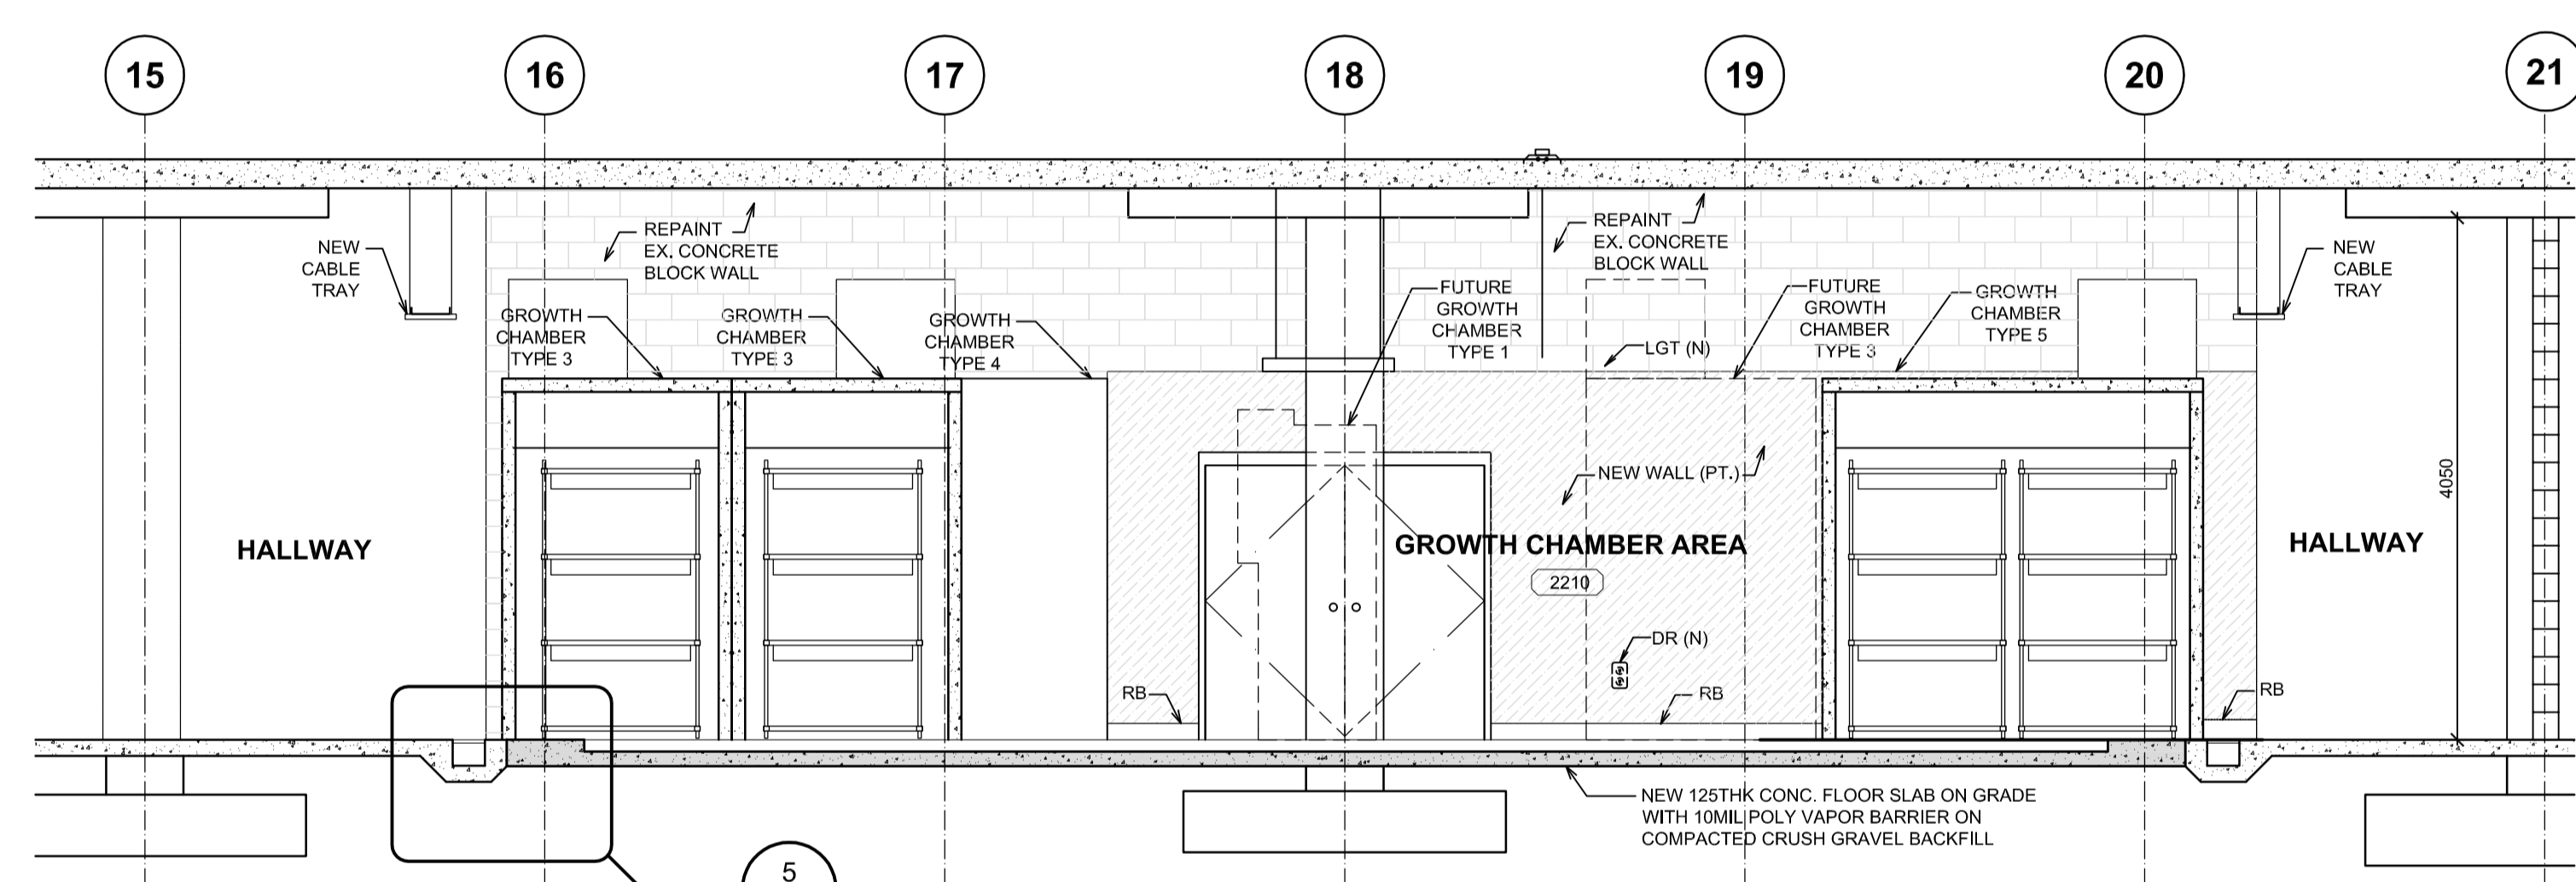 15
16
17
18
19
20
21
NEW
CABLE
TRAY
REPAINT
EX. CONCRETE
BLOCK WALL
GROWTH
CHAMBER
TYPE 3
GROWTH
CHAMBER
TYPE 3
GROWTH
CHAMBER
TYPE 4
FUTURE
GROWTH
CHAMBER
TYPE 1
REPAINT
EX. CONCRETE
BLOCK WALL
LGT (N)
FUTURE
GROWTH
CHAMBER
TYPE 3
GROWTH
CHAMBER
TYPE 5
NEW
CABLE
TRAY
4050
NEW WALL (PT.)
HALLWAY
GROWTH CHAMBER AREA
2210
HALLWAY
DR (N)
RB
RB
RB
NEW 125THK CONC. FLOOR SLAB ON GRADE
WITH 10MIL POLY VAPOR BARRIER ON
COMPACTED CRUSH GRAVEL BACKFILL
5